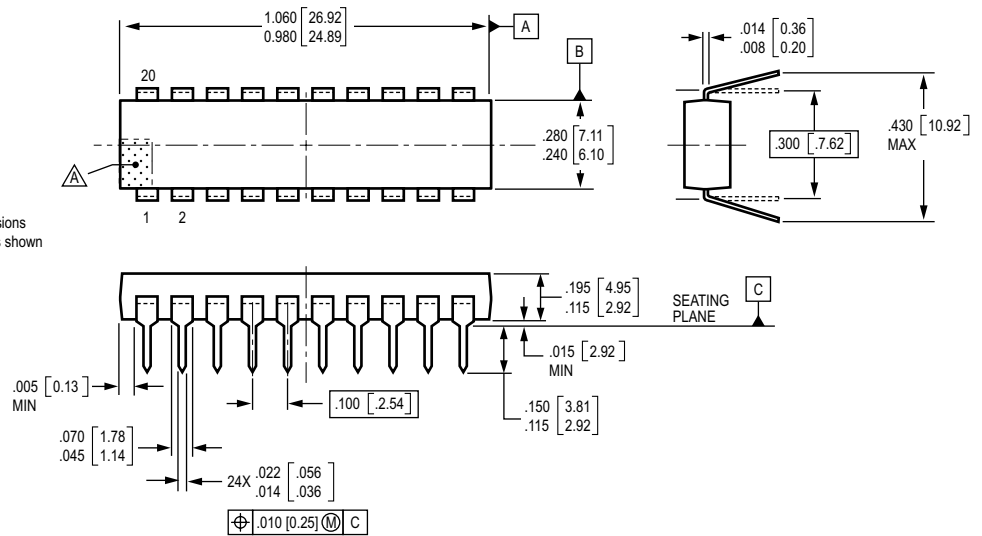 1.060 [26.92]
0.980 [24.89]
A
B
20
.280 [7.11]
.240 [6.10]
A
1 2
.014 [0.36]
.008 [0.20]
.300 [.7.62]
.430 [10.92]
MAX
sions
s shown
.195 [4.95]
.115 [2.92]
SEATING
PLANE
C
.015 [2.92]
MIN
.005 [0.13]
MIN
.100 [.2.54]
.150 [3.81]
.115 [2.92]
.070 [1.78]
.045 [1.14]
24X .022 [.056]
.014 [.036]
.010 [0.25] M C